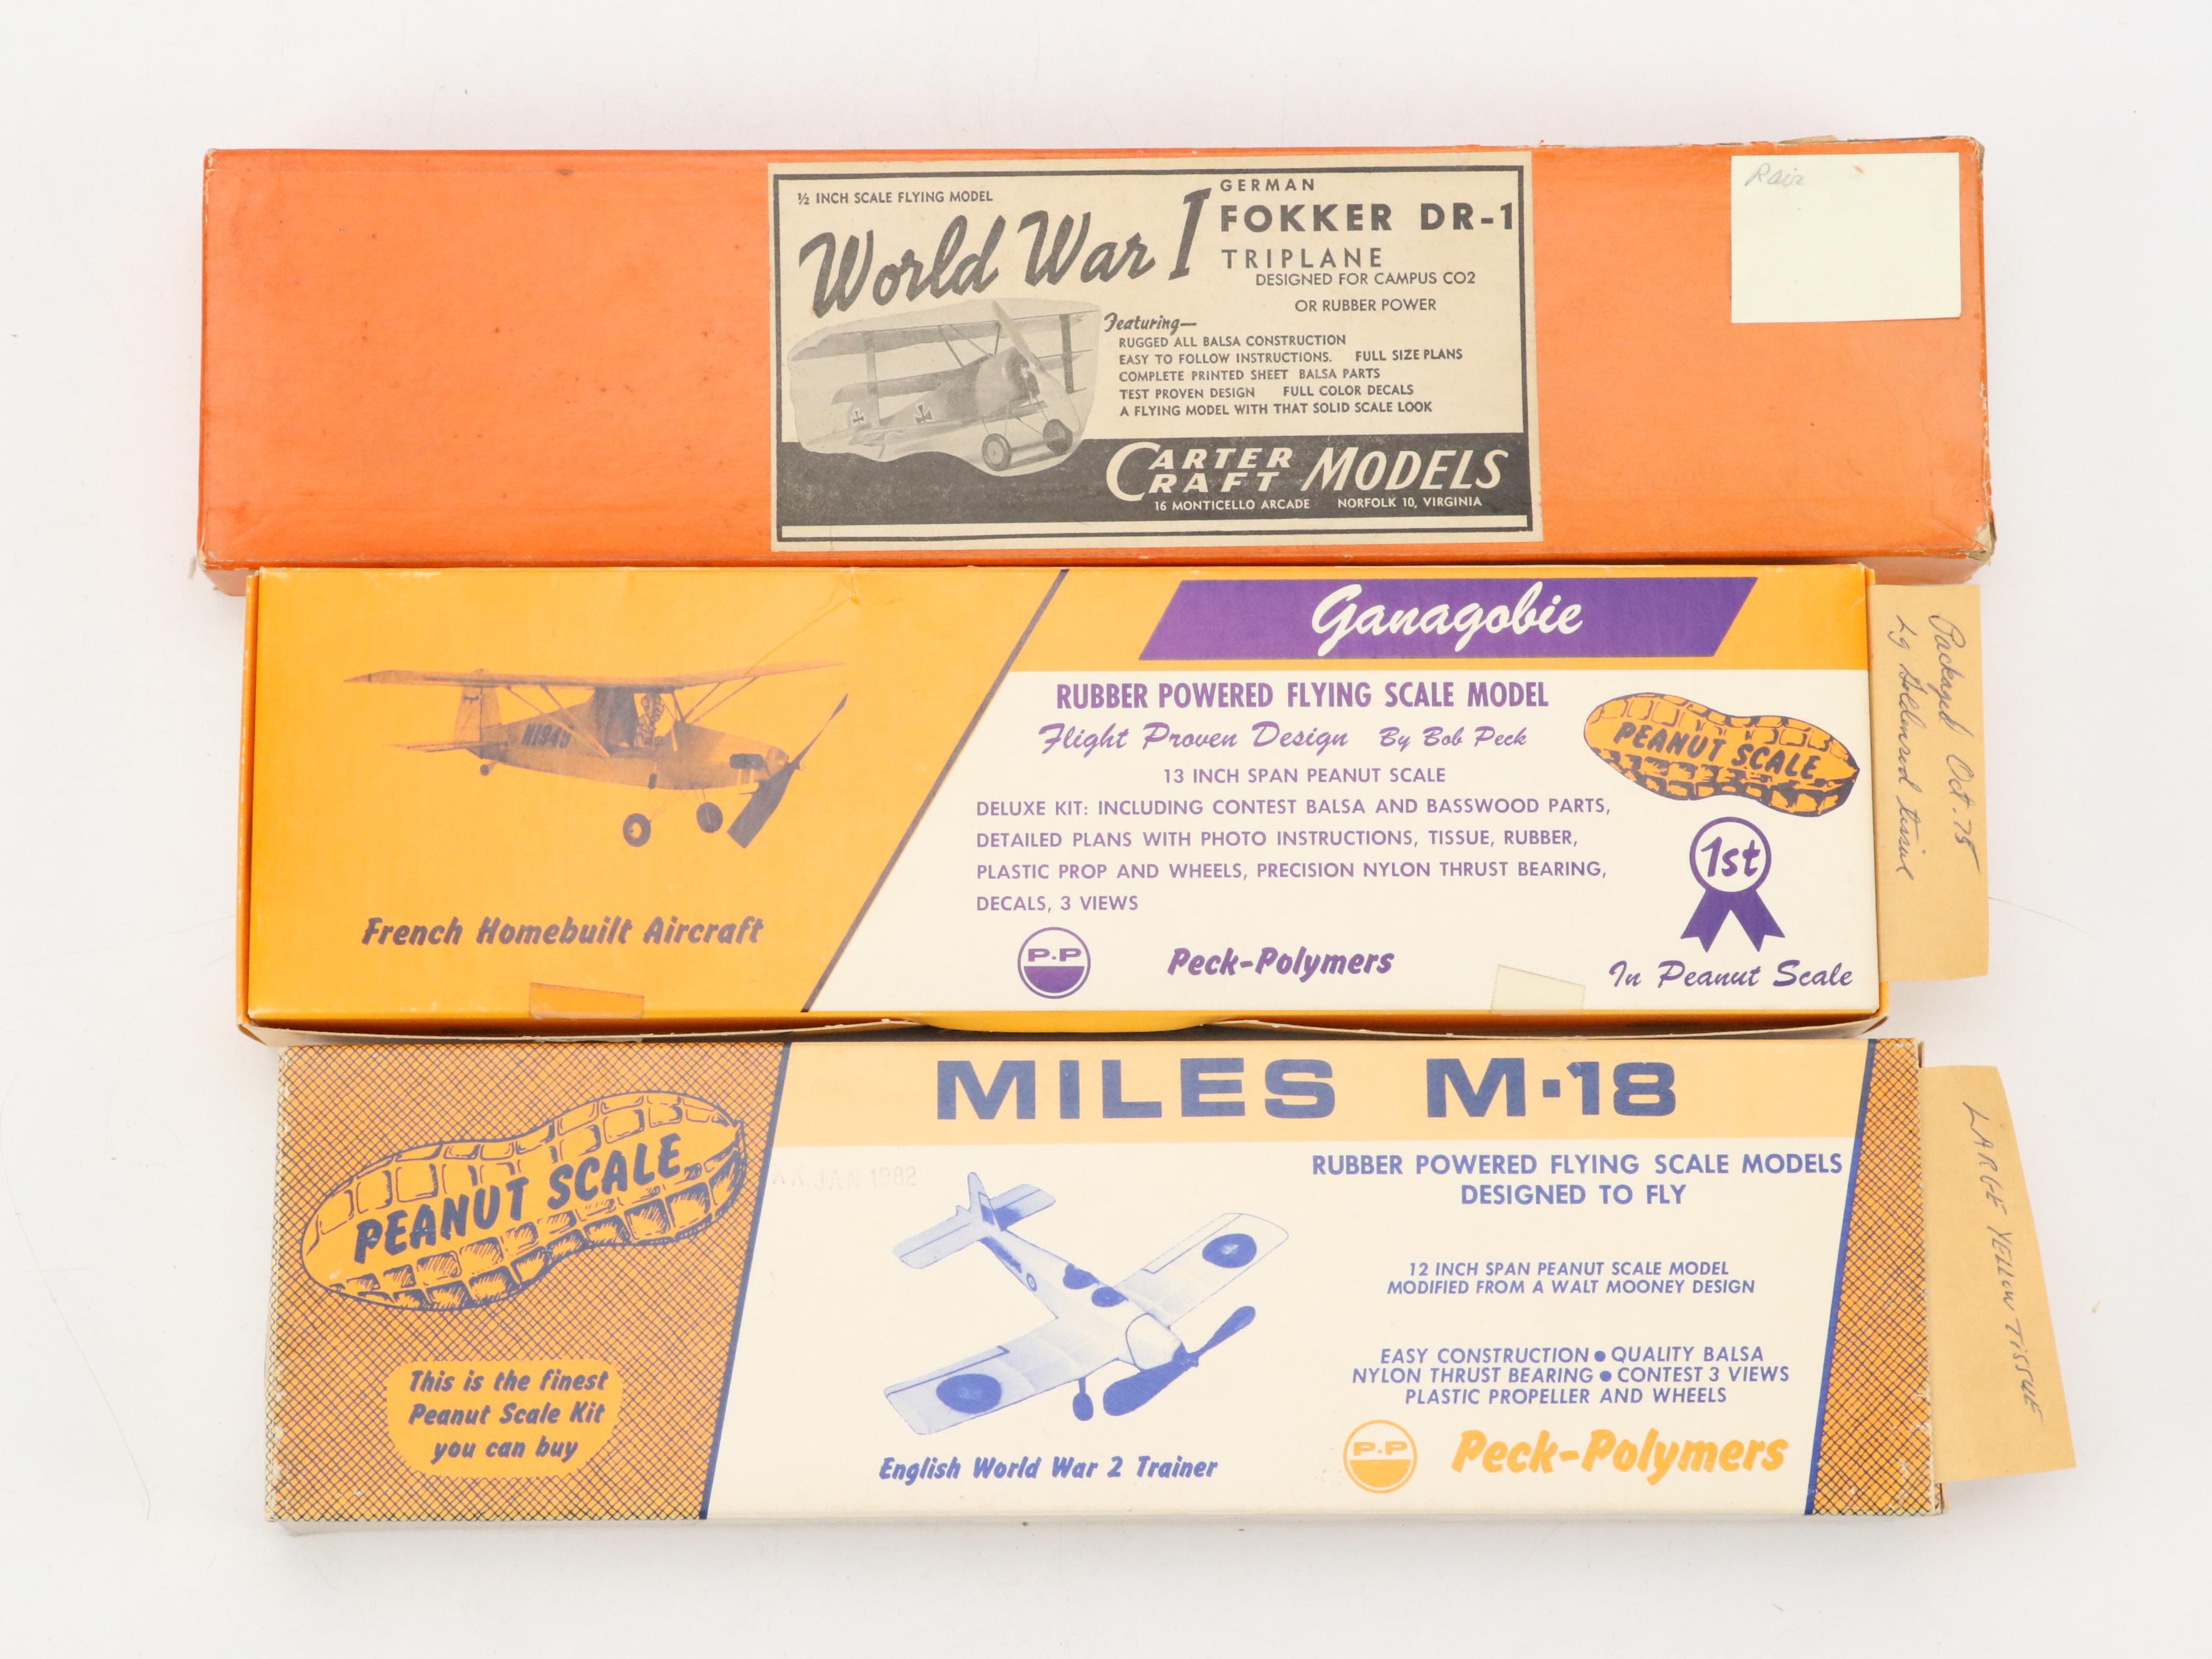 ½ INCH SCALE FLYING MODEL
World War I
GERMAN
FOKKER DR-1
TRIPLANE
DESIGNED FOR CAMPUS CO2
OR RUBBER POWER
Featuring—
RUGGED ALL BALSA CONSTRUCTION
EASY TO FOLLOW INSTRUCTIONS. FULL SIZE PLANS
COMPLETE PRINTED SHEET BALSA PARTS
TEST PROVEN DESIGN FULL COLOR DECALS
A FLYING MODEL WITH THAT SOLID SCALE LOOK
CARTER CRAFT MODELS
16 MONTICELLO ARCADE NORFOLK 10, VIRGINIA
Ganagobie
RUBBER POWERED FLYING SCALE MODEL
Flight Proven Design By Bob Peck
13 INCH SPAN PEANUT SCALE
DELUXE KIT: INCLUDING CONTEST BALSA AND BASSWOOD PARTS,
DETAILED PLANS WITH PHOTO INSTRUCTIONS, TISSUE, RUBBER,
PLASTIC PROP AND WHEELS, PRECISION NYLON THRUST BEARING,
DECALS, 3 VIEWS
P-P Peck-Polymers
PEANUT SCALE
1st
In Peanut Scale
N1949
French Homebuilt Aircraft
Packaged Oct. 75
Lg tissue
MILES M·18
PEANUT SCALE
This is the finest
Peanut Scale Kit
you can buy
JAN 1982
RUBBER POWERED FLYING SCALE MODELS
DESIGNED TO FLY
12 INCH SPAN PEANUT SCALE MODEL
MODIFIED FROM A WALT MOONEY DESIGN
EASY CONSTRUCTION ● QUALITY BALSA
NYLON THRUST BEARING ● CONTEST 3 VIEWS
PLASTIC PROPELLER AND WHEELS
P-P Peck-Polymers
English World War 2 Trainer
LARGE YELLOW TISSUE